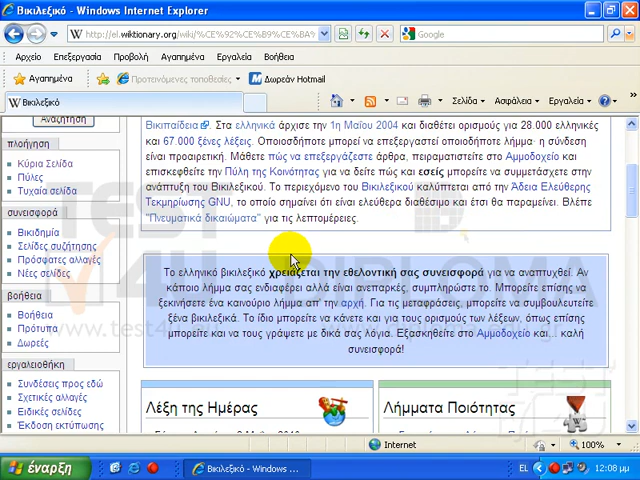 Βικιλεξικό - Windows Internet Explorer
http://el.wiktionary.org/wiki/%CE%92%CE%B9%CE%BA%
Google
Αρχείο Επεξεργασία Προβολή Αγαπημένα Εργαλεία Βοήθεια
Αγαπημένα Προτεινόμενες τοποθεσίες Δωρεάν Hotmail
Βικιλεξικό Σελίδα Ασφάλεια Εργαλεία
Αναζήτηση
πλοήγηση
Κύρια Σελίδα
Πύλες
Τυχαία σελίδα
συνεισφορά
Βικιδημία
Σελίδες συζήτησης
Πρόσφατες αλλαγές
Νέες σελίδες
βοήθεια
Βοήθεια
Πρότυπα
Δωρεές
εργαλειοθήκη
Συνδέσεις προς εδώ
Σχετικές αλλαγές
Ειδικές σελίδες
Έκδοση εκτύπωσης
Βικιπαίδεια. Στα ελληνικά άρχισε την 1η Μαΐου 2004 και διαθέτει ορισμούς για 28.000 ελληνικές
και 67.000 ξένες λέξεις. Οποιοσδήποτε μπορεί να επεξεργαστεί οποιοδήποτε λήμμα· η σύνδεση
είναι προαιρετική. Μάθετε πώς να επεξεργάζεστε άρθρα, πειραματιστείτε στο Αμμοδοχείο και
επισκεφθείτε την Πύλη της Κοινότητας για να δείτε πώς και εσείς μπορείτε να συμμετάσχετε στην
ανάπτυξη του Βικιλεξικού. Το περιεχόμενο του Βικιλεξικού καλύπτεται από την Άδεια Ελεύθερης
Τεκμηρίωσης GNU, το οποίο σημαίνει ότι είναι ελεύθερα διαθέσιμο και έτσι θα παραμείνει. Βλέπε
"Πνευματικά δικαιώματα" για τις λεπτομέρειες.
Το ελληνικό βικιλεξικό χρειάζεται την εθελοντική σας συνεισφορά για να αναπτυχθεί. Αν
κάποιο λήμμα σας ενδιαφέρει αλλά είναι ανεπαρκές, συμπληρώστε το. Μπορείτε επίσης να
ξεκινήσετε ένα καινούριο λήμμα απ' την αρχή. Για τις μεταφράσεις, μπορείτε να συμβουλευτείτε
ξένα βικιλεξικά. Το ίδιο μπορείτε να κάνετε και για τους ορισμούς των λέξεων, όπως επίσης
μπορείτε και να τους γράψετε με δικά σας λόγια. Εξασκηθείτε στο Αμμοδοχείο και... καλή
συνεισφορά!
Λέξη της Ημέρας
Λήμματα Ποιότητας
Internet 100%
έναρξη Βικιλεξικό - Windows ... EL 12:08 μμ